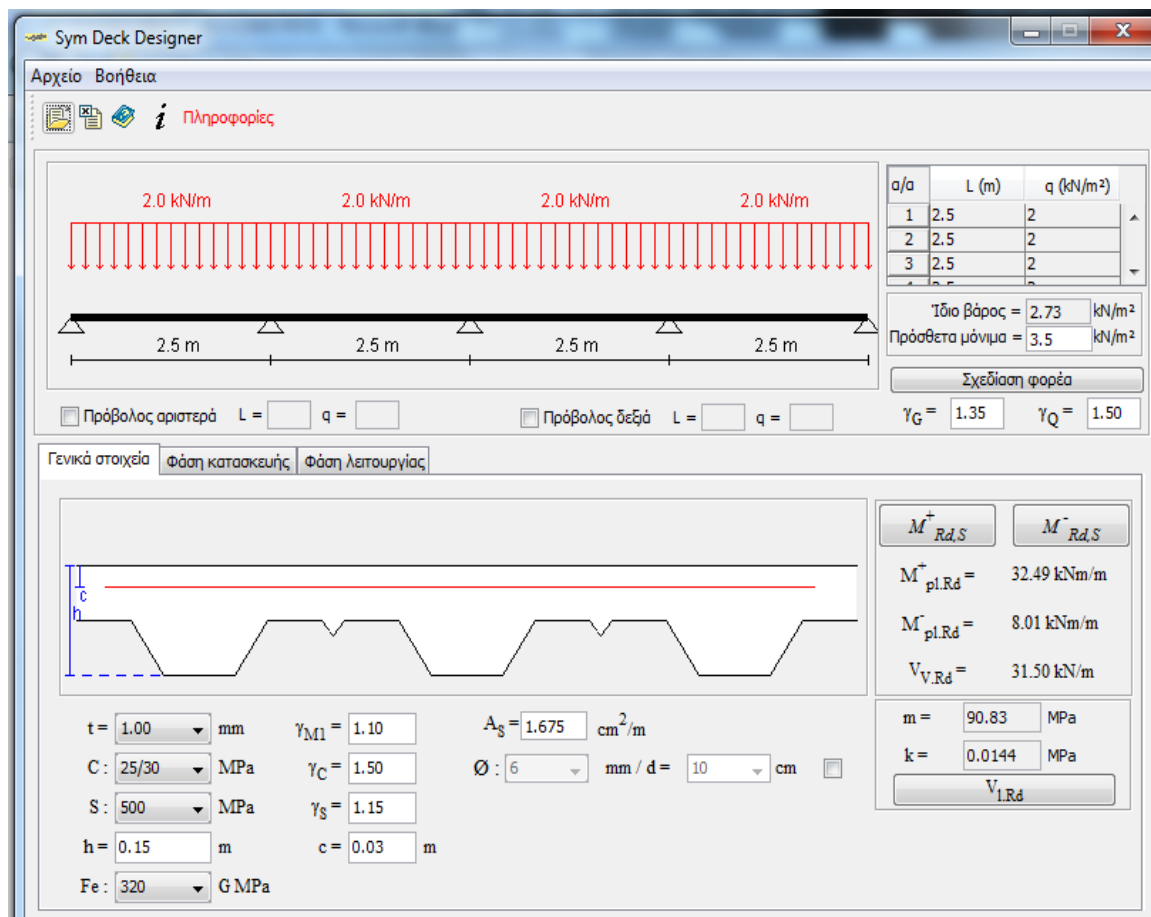 Sym Deck Designer
Αρχείο Βοήθεια
i Πληροφορίες
2.0 kN/m 2.0 kN/m 2.0 kN/m 2.0 kN/m
2.5 m 2.5 m 2.5 m 2.5 m
Πρόβολος αριστερά L = q = Πρόβολος δεξιά L = q =
α/α L (m) q (kN/m²)
1 2.5 2
2 2.5 2
3 2.5 2
Ίδιο βάρος = 2.73 kN/m²
Πρόσθετα μόνιμα = 3.5 kN/m²
Σχεδίαση φορέα
γG = 1.35 γQ = 1.50
Γενικά στοιχεία Φάση κατασκευής Φάση λειτουργίας
c
h
M+Rd,S M-Rd,S
M+pl.Rd = 32.49 kNm/m
M-pl.Rd = 8.01 kNm/m
VV.Rd = 31.50 kN/m
t = 1.00 mm γM1 = 1.10 AS = 1.675 cm2/m
C : 25/30 MPa γC = 1.50 Ø : 6 mm / d = 10 cm
S : 500 MPa γS = 1.15
h = 0.15 m c = 0.03 m
Fe : 320 G MPa
m = 90.83 MPa
k = 0.0144 MPa
V1.Rd